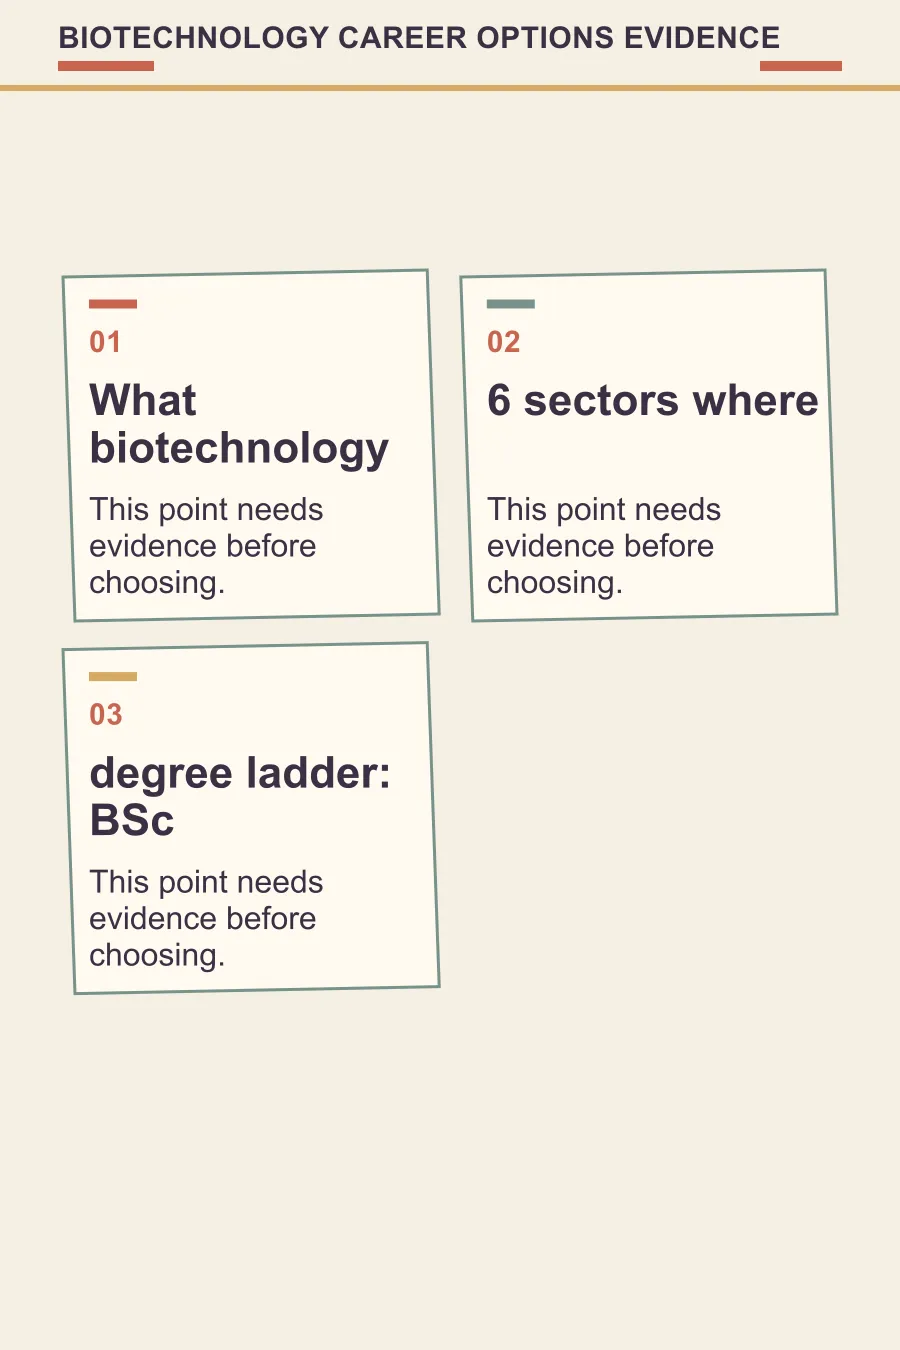 BIOTECHNOLOGY CAREER OPTIONS EVIDENCE
01
What
biotechnology
This point needs
evidence before
choosing.
02
6 sectors where
This point needs
evidence before
choosing.
03
degree ladder:
BSc
This point needs
evidence before
choosing.